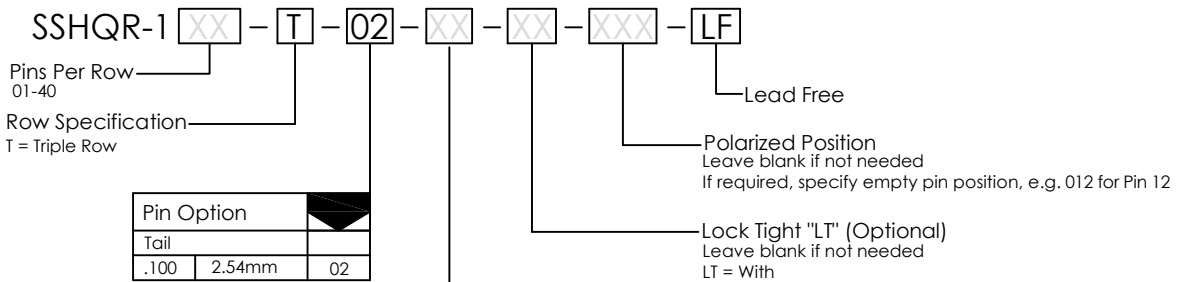 SSHQR-1 XX - T - 02 - XX - XX - XXX - LF
Pins Per Row
01-40
Row Specification
T = Triple Row
Pin Option
Tail
.100 2.54mm 02
Lead Free
Polarized Position
Leave blank if not needed
If required, specify empty pin position, e.g. 012 for Pin 12
Lock Tight "LT" (Optional)
Leave blank if not needed
LT = With